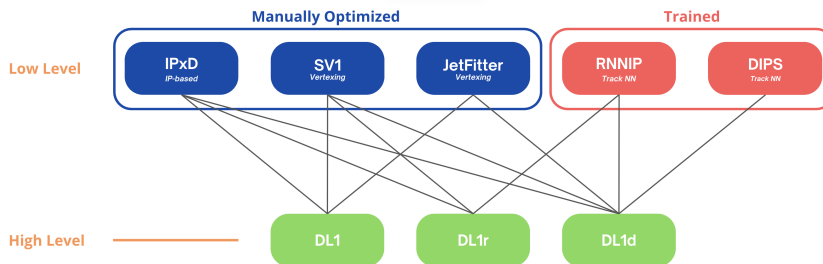 Manually Optimized
Trained
Low Level
IPxD
IP-based
SV1
Vertexing
JetFitter
Vertexing
RNNIP
Track NN
DIPS
Track NN
High Level
DL1
DL1r
DL1d